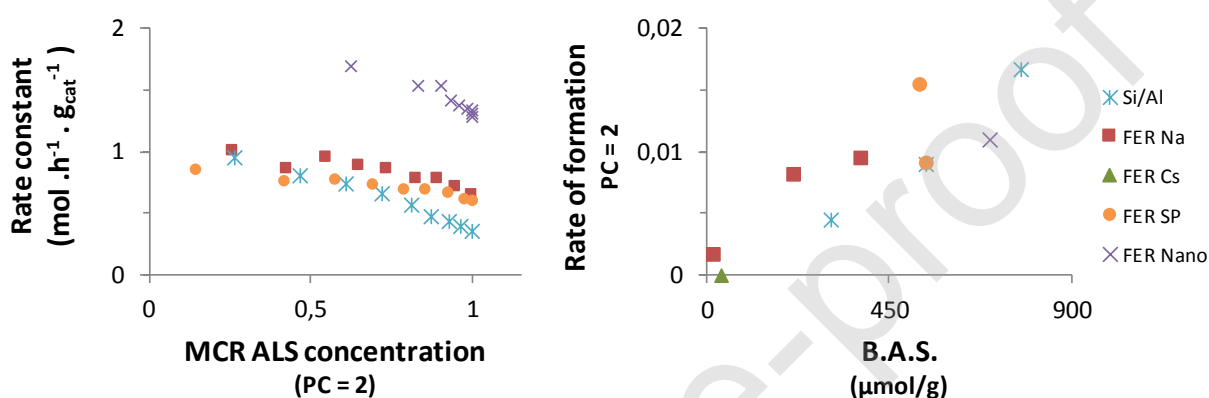 Rate constant
(mol .h⁻¹ . g_cat⁻¹)
2
1
0
0
0,5
1
MCR ALS concentration
(PC = 2)
Rate of formation
PC = 2
0,02
0,01
0
0
450
900
B.A.S.
(μmol/g)
Si/Al
FER Na
FER Cs
FER SP
FER Nano
e-proof